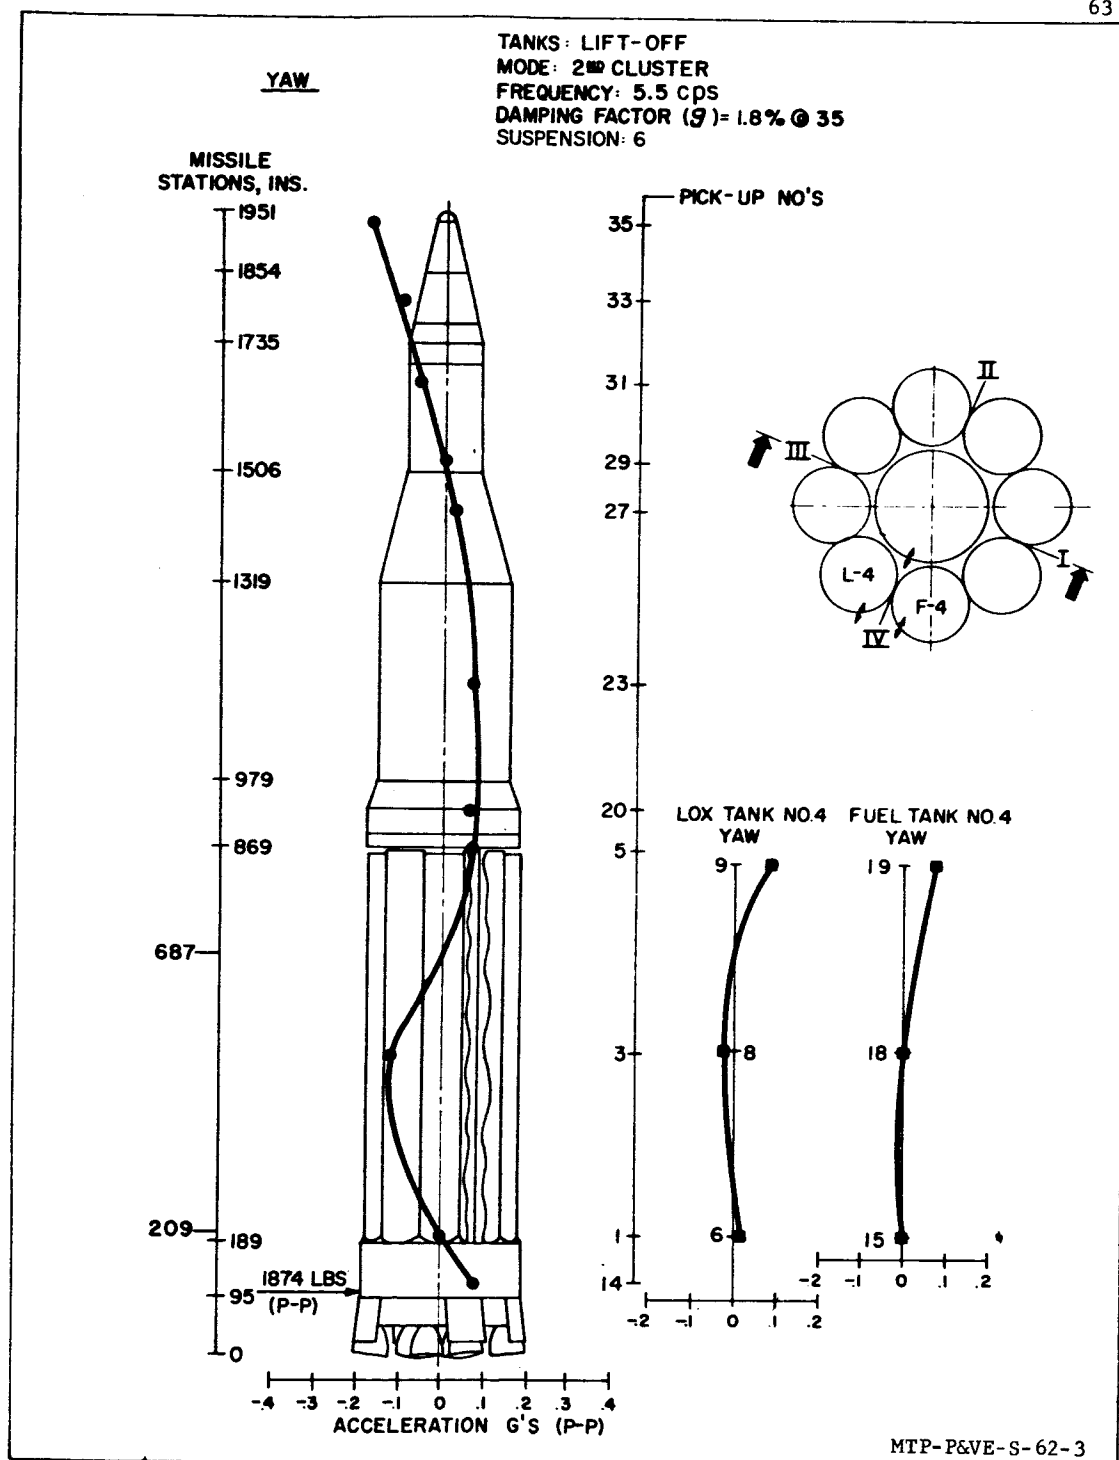 63
TANKS: LIFT-OFF
MODE: 2ND CLUSTER
FREQUENCY: 5.5 cps
DAMPING FACTOR (g)= 1.8% @ 35
SUSPENSION: 6
YAW
MISSILE
STATIONS, INS.
1951
1854
1735
1506
1319
979
869
687
209
189
95
0
1874 LBS
(P-P)
-.4 -.3 -.2 -.1 0 .1 .2 .3 .4
ACCELERATION G'S (P-P)
PICK-UP NO'S
35
33
31
29
27
23
20
5
3
1
14
II
III
I
L-4
F-4
IV
LOX TANK NO.4
YAW
9
8
6
-.2 -.1 0 .1 .2
FUEL TANK NO.4
YAW
19
18
15
-.2 -.1 0 .1 .2
MTP-P&VE-S-62-3